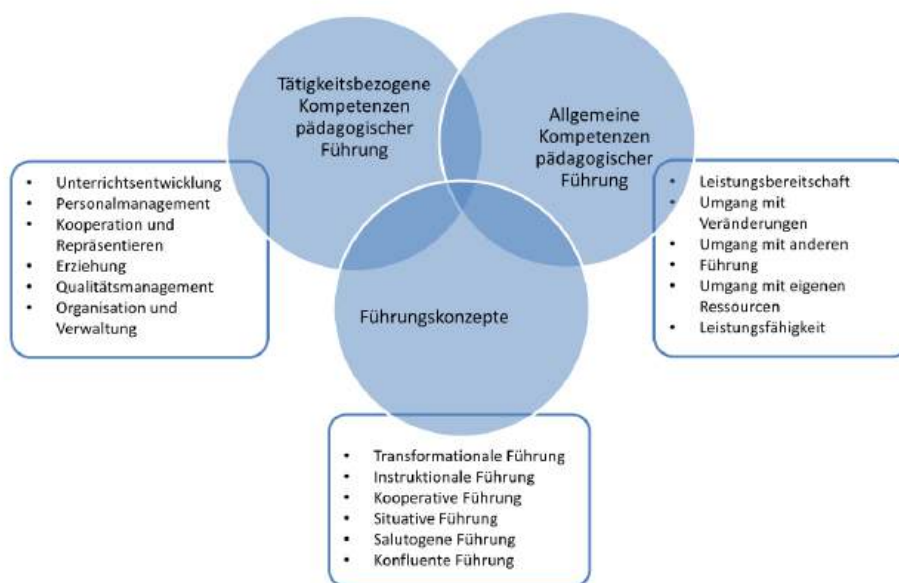 Tätigkeitsbezogene
Kompetenzen
pädagogischer
Führung
Allgemeine
Kompetenzen
pädagogischer
Führung
• Unterrichtsentwicklung
• Personalmanagement
• Kooperation und
Repräsentieren
• Erziehung
• Qualitätsmanagement
• Organisation und
Verwaltung
• Leistungsbereitschaft
• Umgang mit
Veränderungen
• Umgang mit anderen
• Führung
• Umgang mit eigenen
Ressourcen
• Leistungsfähigkeit
Führungskonzepte
• Transformationale Führung
• Instruktionale Führung
• Kooperative Führung
• Situative Führung
• Salutogene Führung
• Konfluente Führung